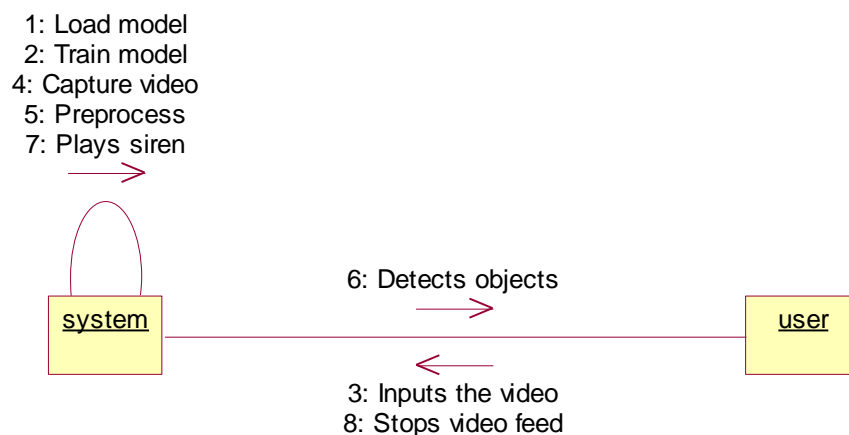 1: Load model
2: Train model
4: Capture video
5: Preprocess
7: Plays siren
6: Detects objects
system
user
3: Inputs the video
8: Stops video feed